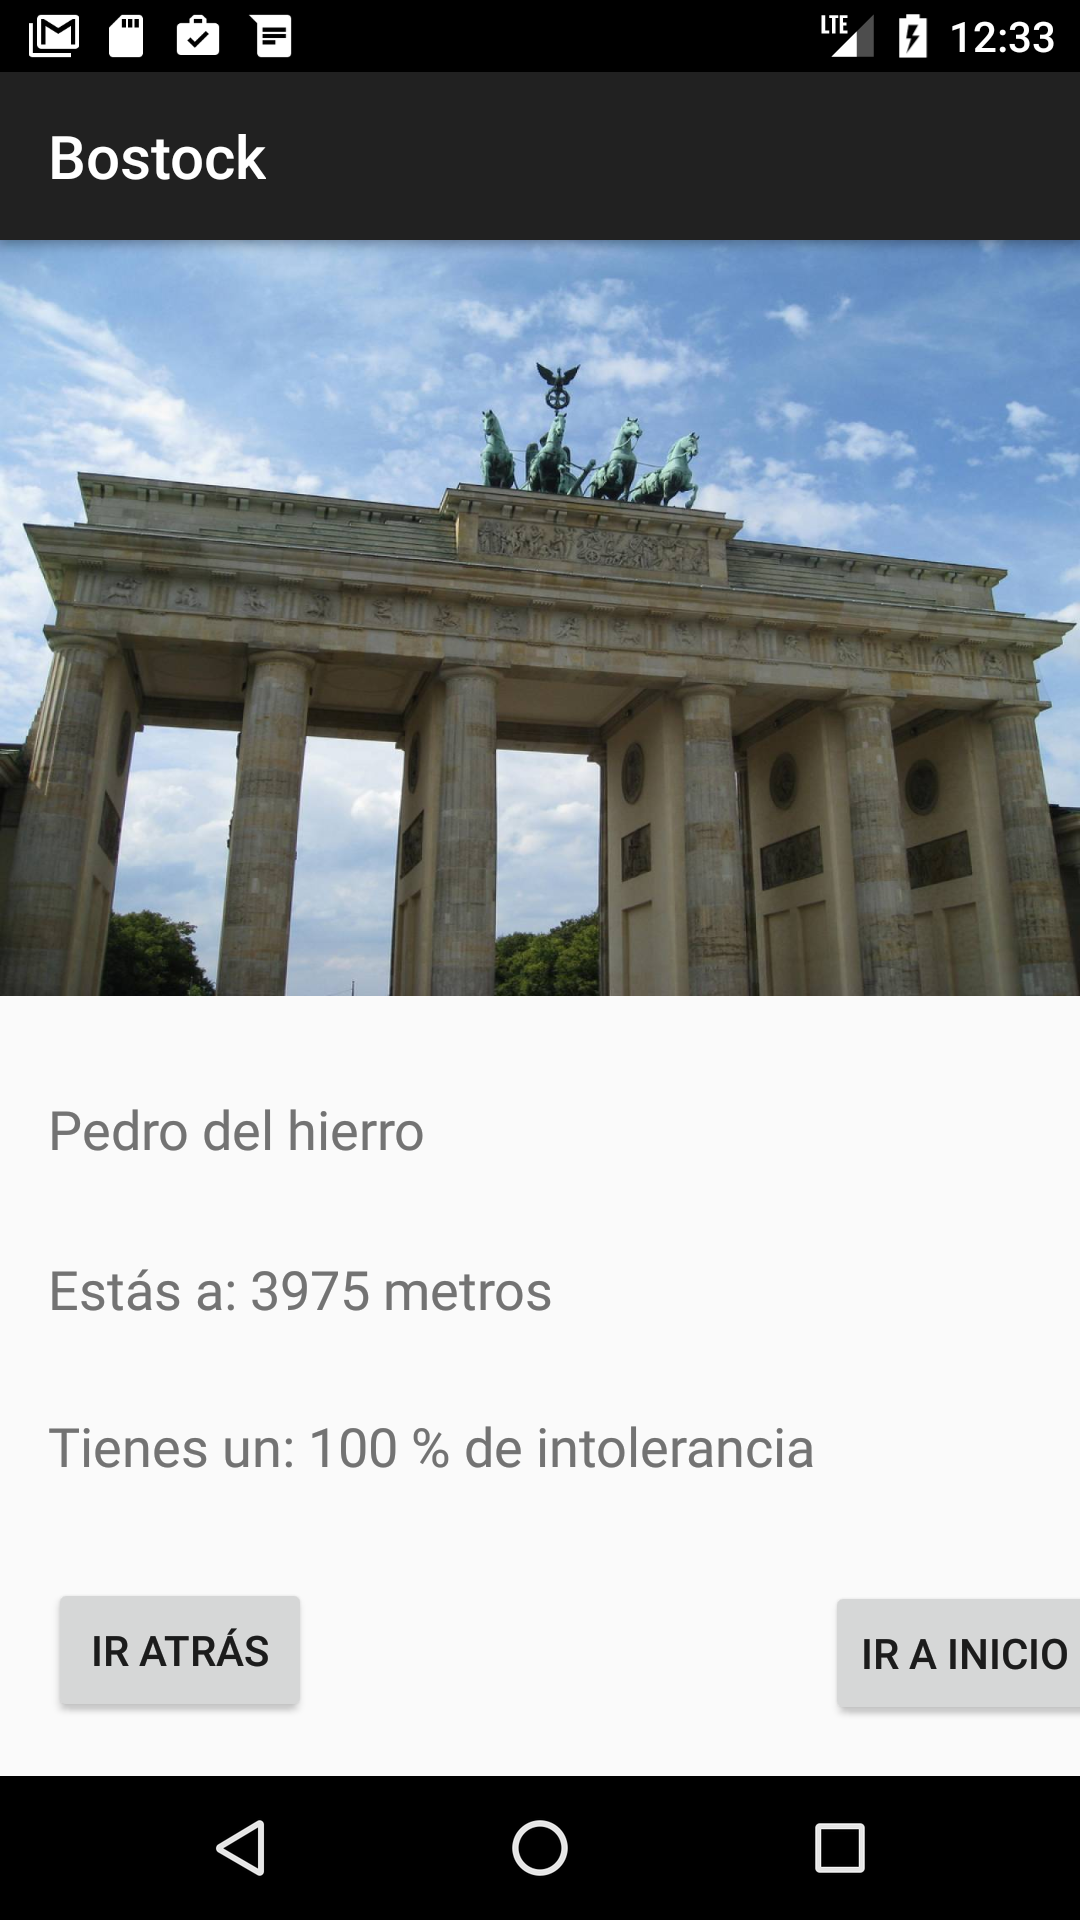 LTE 12:33
Bostock
Pedro del hierro
Estás a: 3975 metros
Tienes un: 100 % de intolerancia
IR ATRÁS IR A INICIO